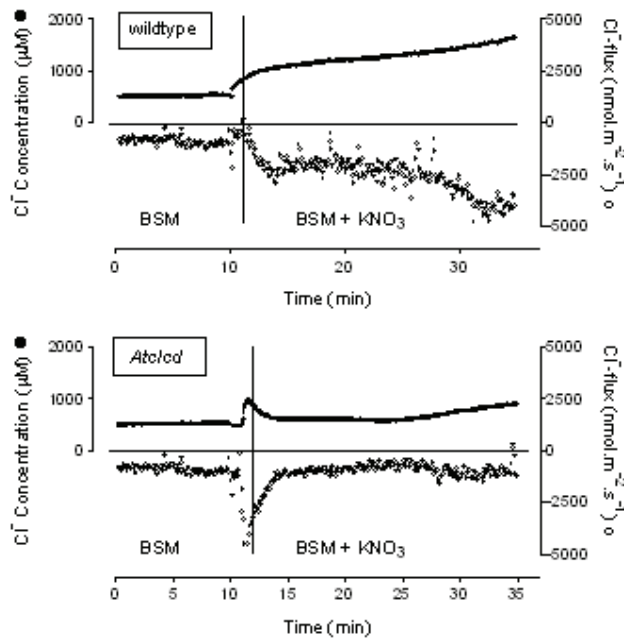 wildtype
Cl⁻ Concentration (µM) ●
2000
1000
0
5000
2500
0
2500
5000
Cl⁻-flux (nmol.m⁻².s⁻¹) o
BSM
BSM + KNO₃
0 10 20 30
Time (min)
Atclcd
Cl⁻ Concentration (µM) ●
2000
1000
0
5000
2500
0
2500
5000
Cl⁻-flux (nmol.m⁻².s⁻¹) o
BSM
BSM + KNO₃
0 5 10 15 20 25 30 35
Time (min)